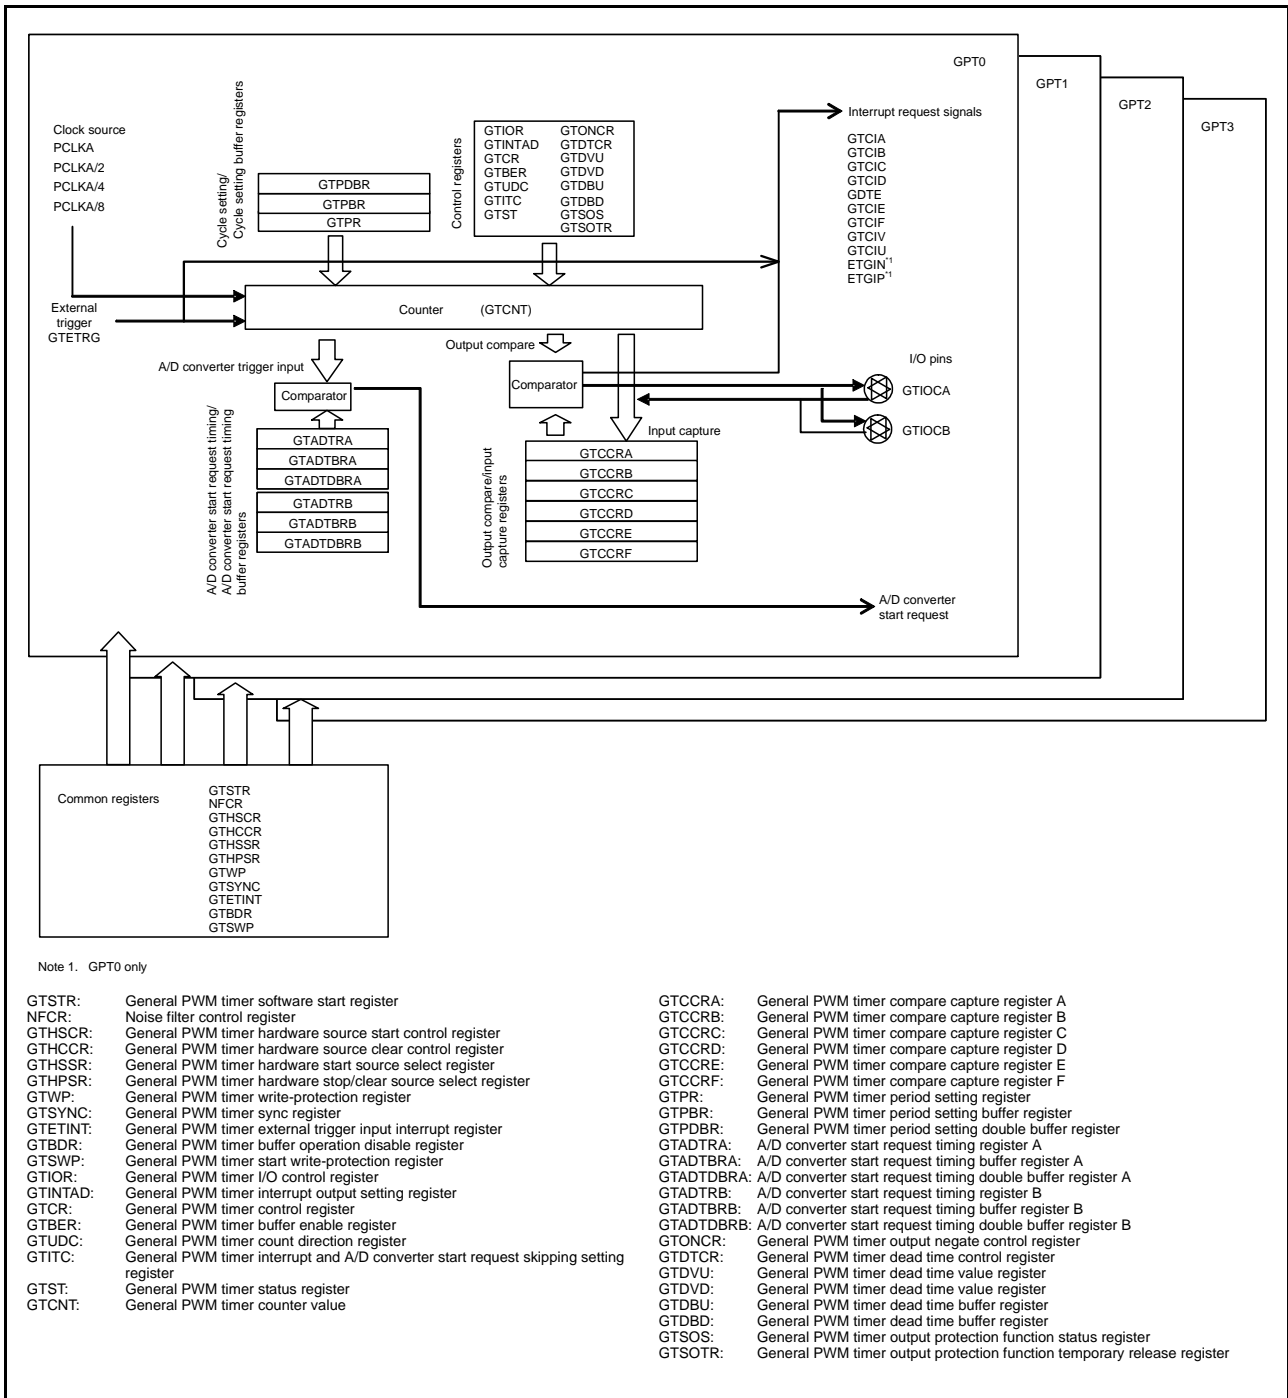 GPT0
GPT1
GPT2
GPT3
Clock source
PCLKA
PCLKA/2
PCLKA/4
PCLKA/8
External
trigger
GTETRG
Cycle setting/
Cycle setting buffer registers
GTPDBR
GTPBR
GTPR
Control registers
GTIOR
GTINTAD
GTCR
GTBER
GTUDC
GTITC
GTST
GTONCR
GTDTCR
GTDVU
GTDVD
GTDBU
GTDBD
GTSOS
GTSOTR
Interrupt request signals
GTCIA
GTCIB
GTCIC
GTCID
GDTE
GTCIE
GTCIF
GTCIV
GTCIU
ETGIN*1
ETGIP*1
Counter (GTCNT)
A/D converter trigger input
Output compare
Comparator
Comparator
I/O pins
GTIOCA
GTIOCB
Input capture
A/D converter start request timing/
A/D converter start request timing
buffer registers
GTADTRA
GTADTBRA
GTADTDBRA
GTADTRB
GTADTBRB
GTADTDBRB
Output compare/input
capture registers
GTCCRA
GTCCRB
GTCCRC
GTCCRD
GTCCRE
GTCCRF
A/D converter
start request
Common registers
GTSTR
NFCR
GTHSCR
GTHCCR
GTHSSR
GTHPSR
GTWP
GTSYNC
GTETINT
GTBDR
GTSWP
Note 1. GPT0 only
GTSTR: General PWM timer software start register
NFCR: Noise filter control register
GTHSCR: General PWM timer hardware source start control register
GTHCCR: General PWM timer hardware source clear control register
GTHSSR: General PWM timer hardware start source select register
GTHPSR: General PWM timer hardware stop/clear source select register
GTWP: General PWM timer write-protection register
GTSYNC: General PWM timer sync register
GTETINT: General PWM timer external trigger input interrupt register
GTBDR: General PWM timer buffer operation disable register
GTSWP: General PWM timer start write-protection register
GTIOR: General PWM timer I/O control register
GTINTAD: General PWM timer interrupt output setting register
GTCR: General PWM timer control register
GTBER: General PWM timer buffer enable register
GTUDC: General PWM timer count direction register
GTITC: General PWM timer interrupt and A/D converter start request skipping setting
register
GTST: General PWM timer status register
GTCNT: General PWM timer counter value
GTCCRA: General PWM timer compare capture register A
GTCCRB: General PWM timer compare capture register B
GTCCRC: General PWM timer compare capture register C
GTCCRD: General PWM timer compare capture register D
GTCCRE: General PWM timer compare capture register E
GTCCRF: General PWM timer compare capture register F
GTPR: General PWM timer period setting register
GTPBR: General PWM timer period setting buffer register
GTPDBR: General PWM timer period setting double buffer register
GTADTRA: A/D converter start request timing register A
GTADTBRA: A/D converter start request timing buffer register A
GTADTDBRA: A/D converter start request timing double buffer register A
GTADTRB: A/D converter start request timing register B
GTADTBRB: A/D converter start request timing buffer register B
GTADTDBRB: A/D converter start request timing double buffer register B
GTONCR: General PWM timer output negate control register
GTDTCR: General PWM timer dead time control register
GTDVU: General PWM timer dead time value register
GTDVD: General PWM timer dead time value register
GTDBU: General PWM timer dead time buffer register
GTDBD: General PWM timer dead time buffer register
GTSOS: General PWM timer output protection function status register
GTSOTR: General PWM timer output protection function temporary release register